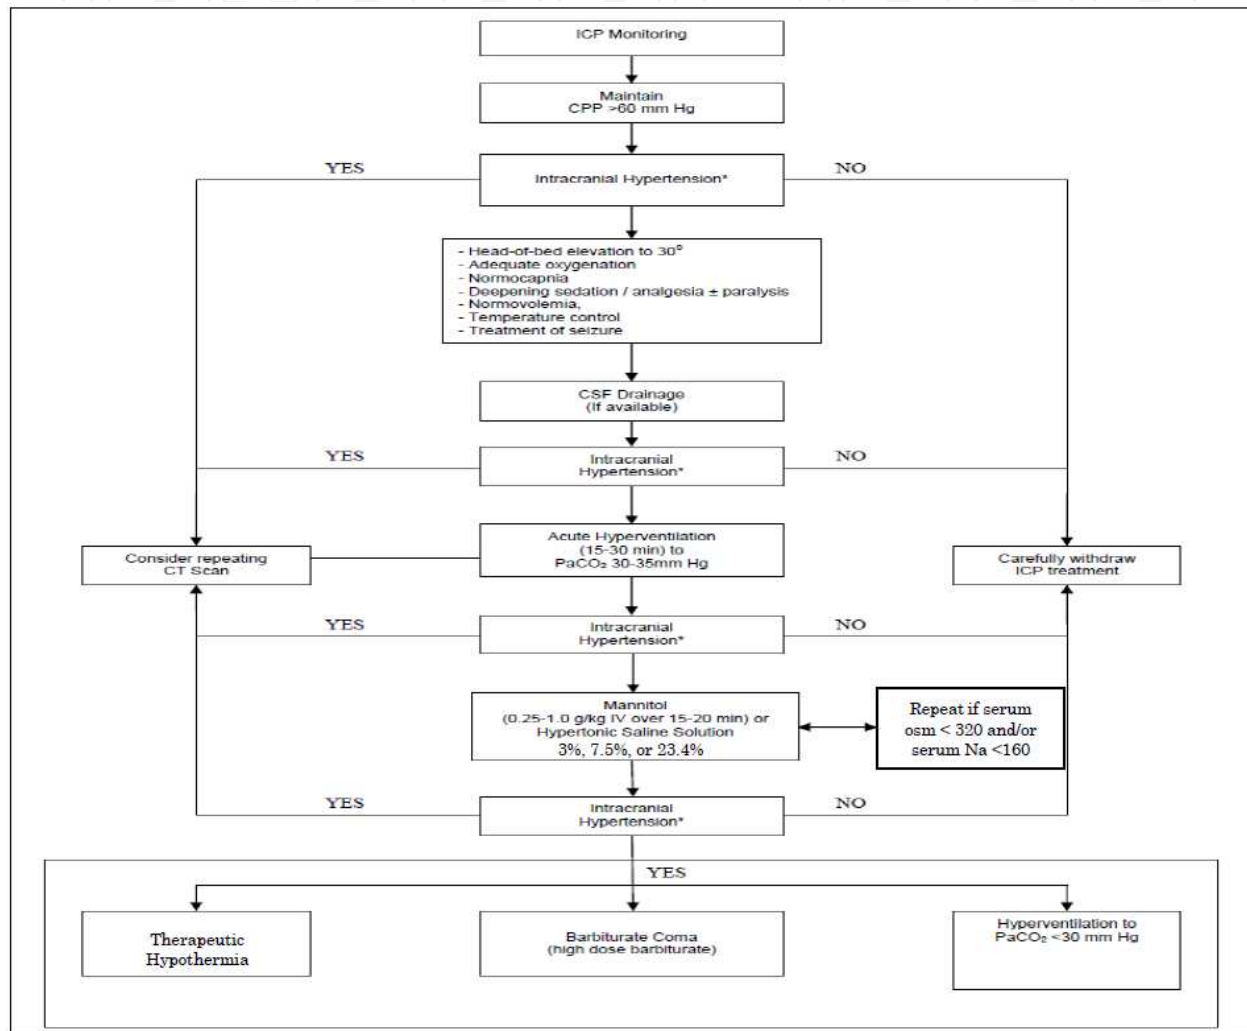 ICP Monitoring
Maintain
CPP >60 mm Hg
YES
Intracranial Hypertension*
NO
- Head-of-bed elevation to 30⁰
- Adequate oxygenation
- Normocapnia
- Deepening sedation / analgesia ± paralysis
- Normovolemia,
- Temperature control
- Treatment of seizure
CSF Drainage
(If available)
YES
Intracranial
Hypertension*
NO
Consider repeating
CT Scan
Acute Hyperventilation
(15-30 min) to
PaCO₂ 30-35mm Hg
Carefully withdraw
ICP treatment
YES
Intracranial
Hypertension*
NO
Mannitol
(0.25-1.0 g/kg IV over 15-20 min) or
Hypertonic Saline Solution
3%, 7.5%, or 23.4%
Repeat if serum
osm < 320 and/or
serum Na <160
YES
Intracranial
Hypertension*
NO
YES
Therapeutic
Hypothermia
Barbiturate Coma
(high dose barbiturate)
Hyperventilation to
PaCO₂ <30 mm Hg